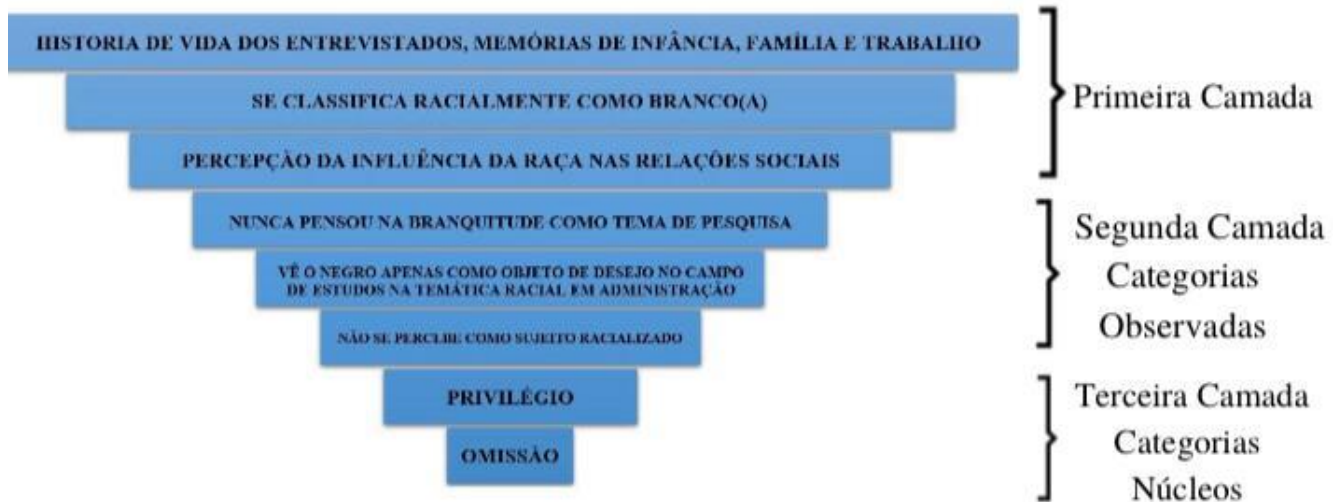 HISTORIA DE VIDA DOS ENTREVISTADOS, MEMÓRIAS DE INFÂNCIA, FAMÍLIA E TRABALHO
SE CLASSIFICA RACIALMENTE COMO BRANCO(A)
PERCEPÇÃO DA INFLUÊNCIA DA RAÇA NAS RELAÇÕES SOCIAIS
Primeira Camada
NUNCA PENSOU NA BRANQUITUDE COMO TEMA DE PESQUISA
VÊ O NEGRO APENAS COMO OBJETO DE DESEJO NO CAMPO
DE ESTUDOS NA TEMÁTICA RACIAL EM ADMINISTRAÇÃO
NÃO SE PERCEBE COMO SUJEITO RACIALIZADO
Segunda Camada
Categorias
Observadas
PRIVILÉGIO
OMISSÃO
Terceira Camada
Categorias
Núcleos